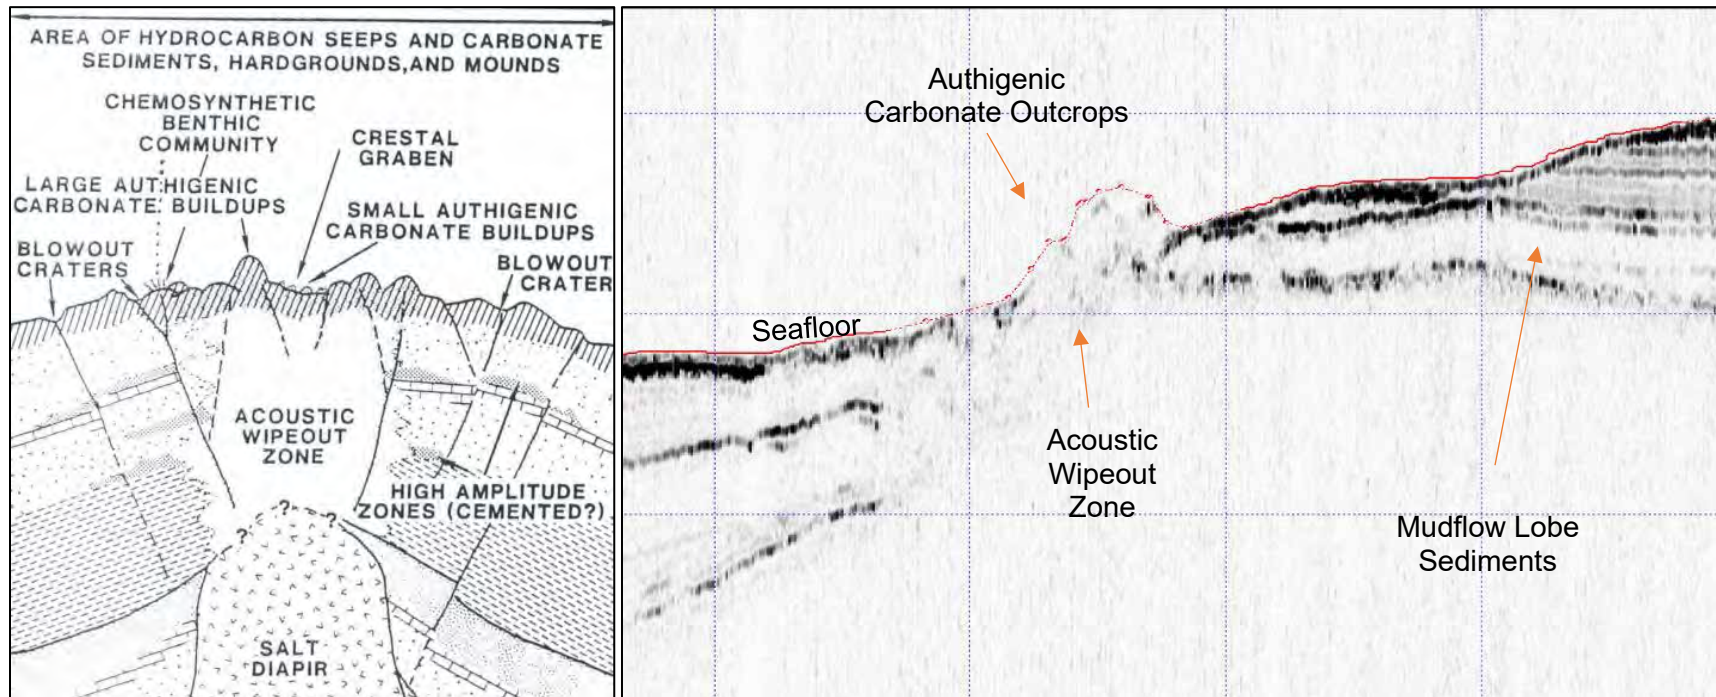 AREA OF HYDROCARBON SEEPS AND CARBONATE
SEDIMENTS, HARDGROUNDS,AND MOUNDS
CHEMOSYNTHETIC
BENTHIC
COMMUNITY
CRESTAL
GRABEN
LARGE AUTHIGENIC
CARBONATE BUILDUPS
SMALL AUTHIGENIC
CARBONATE BUILDUPS
BLOWOUT
CRATERS
BLOWOUT
CRATER
ACOUSTIC
WIPEOUT
ZONE
HIGH AMPLITUDE
ZONES (CEMENTED?)
? ? ? ?
SALT
DIAPIR
Authigenic
Carbonate Outcrops
Seafloor
Acoustic
Wipeout
Zone
Mudflow Lobe
Sediments